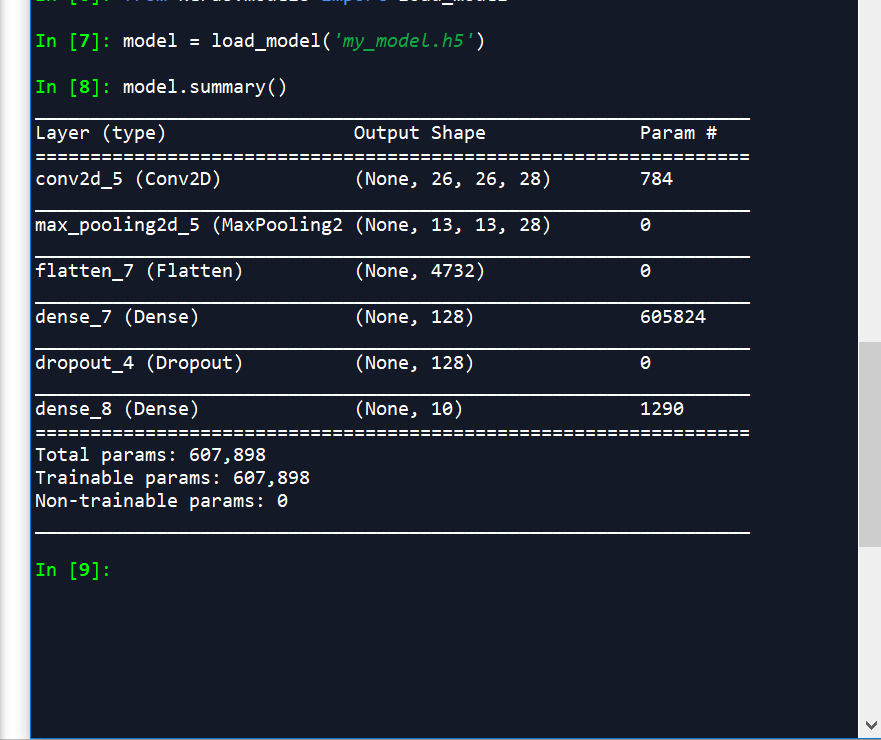 In [7]: model = load_model('my_model.h5')
In [8]: model.summary()
Layer (type) Output Shape Param #
=================================================================
conv2d_5 (Conv2D) (None, 26, 26, 28) 784
max_pooling2d_5 (MaxPooling2 (None, 13, 13, 28) 0
flatten_7 (Flatten) (None, 4732) 0
dense_7 (Dense) (None, 128) 605824
dropout_4 (Dropout) (None, 128) 0
dense_8 (Dense) (None, 10) 1290
=================================================================
Total params: 607,898
Trainable params: 607,898
Non-trainable params: 0
In [9]: